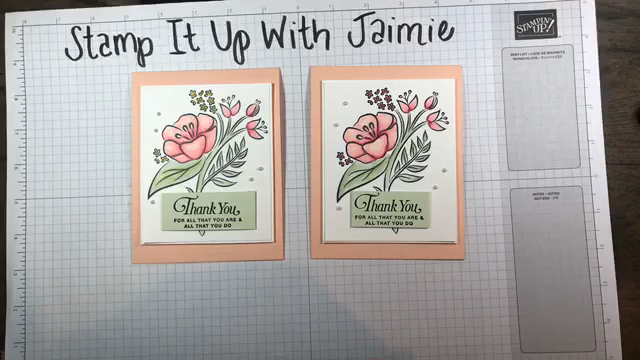 Stamp It Up With Jaimie
STAMPIN'
UP!
Thank You,
FOR ALL THAT YOU ARE &
ALL THAT YOU DO
Thank You,
FOR ALL THAT YOU ARE &
ALL THAT YOU DO